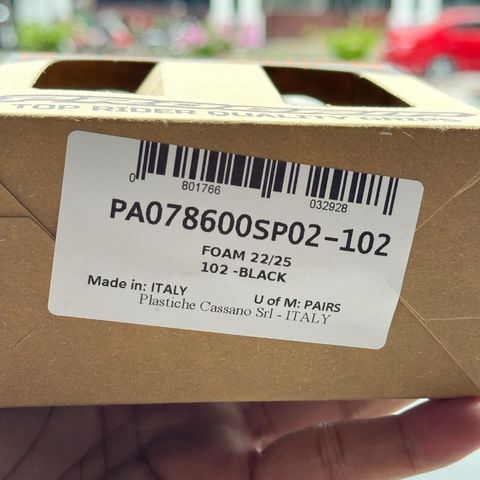 TOP RIDER QUALITY GRIPS
0 801766 032928
PA078600SP02-102
FOAM 22/25
102 -BLACK
Made in: ITALY U of M: PAIRS
Plastiche Cassano Srl - ITALY